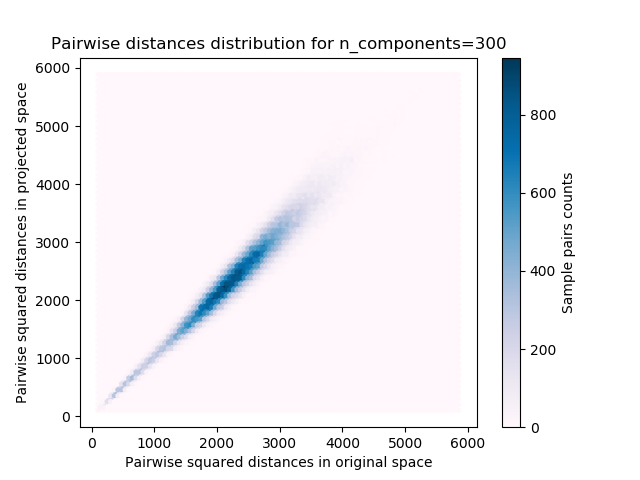 Pairwise distances distribution for n_components=300
Pairwise squared distances in projected space
6000
5000
4000
3000
2000
1000
0
0 1000 2000 3000 4000 5000 6000
Pairwise squared distances in original space
800
600
400
200
0
Sample pairs counts